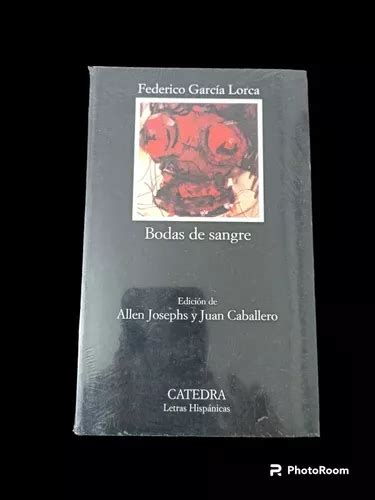 Federico García Lorca
Bodas de sangre
Edición de
Allen Josephs y Juan Caballero
CATEDRA
Letras Hispánicas
PhotoRoom